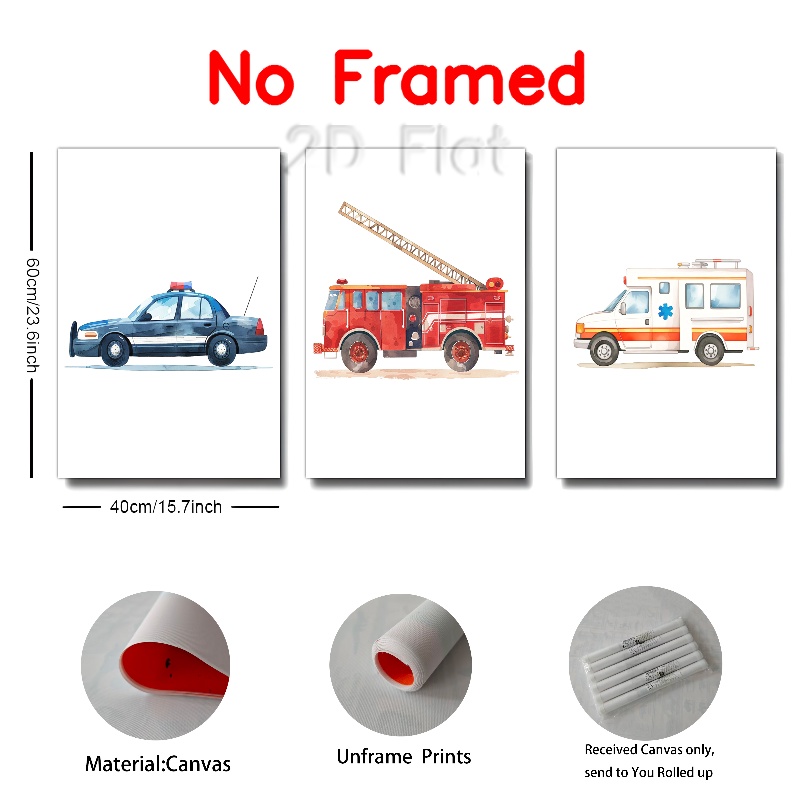 No Framed
2D Flat
60cm/23.6inch
40cm/15.7inch
Material:Canvas
Unframe Prints
Received Canvas only,
send to You Rolled up